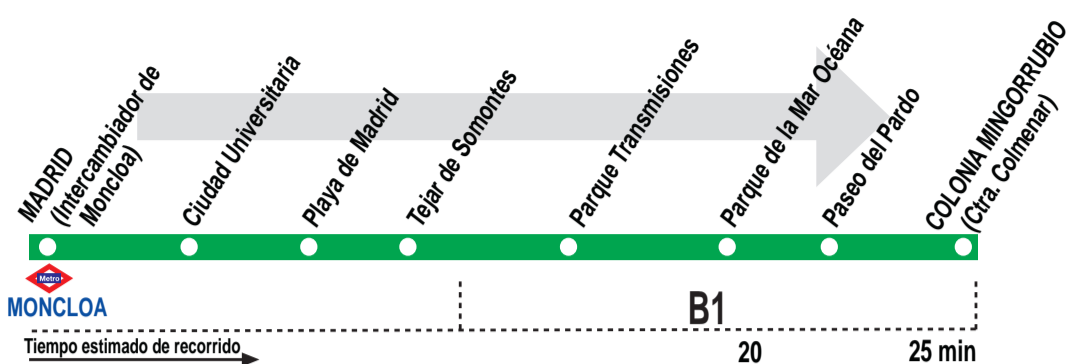 MADRID
(Intercambiador de
Moncloa)
Ciudad Universitaria
Playa de Madrid
Tejar de Somontes
Parque Transmisiones
Parque de la Mar Océana
Paseo del Pardo
COLONIA MINGORRUBIO
(Ctra. Colmenar)
Metro
MONCLOA
B1
Tiempo estimado de recorrido
20
25 min